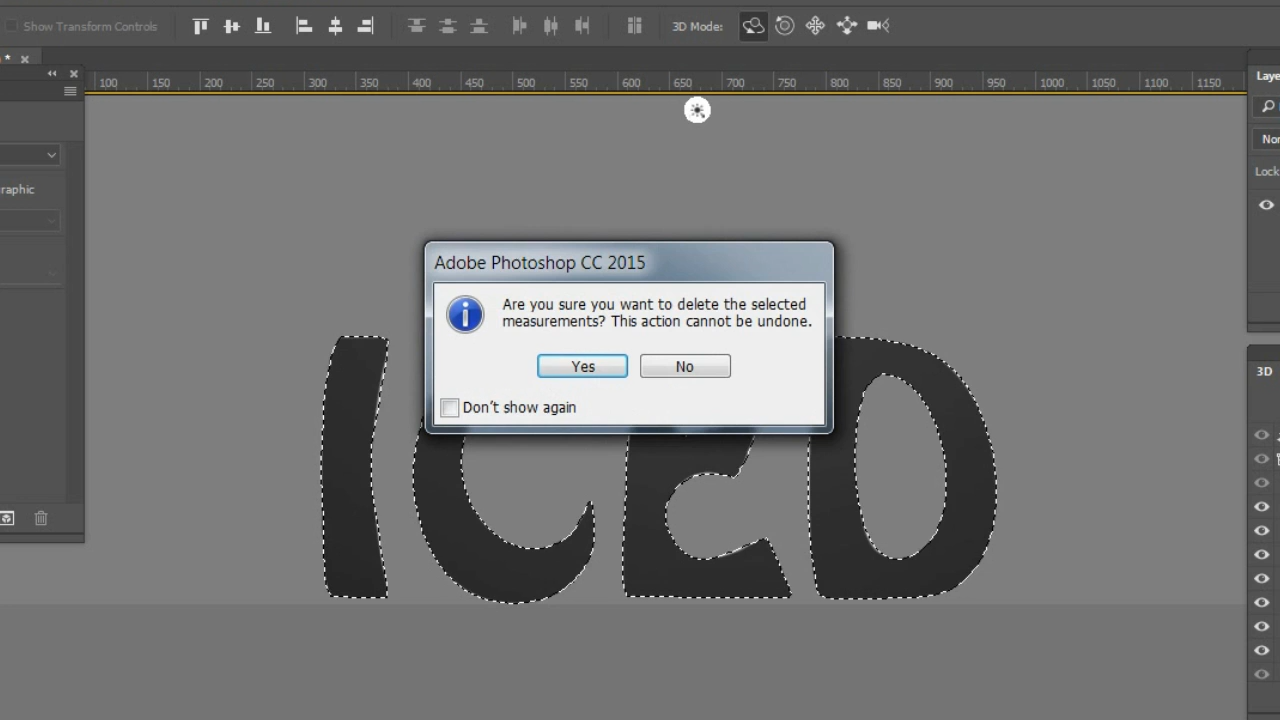 Show Transform Controls
3D Mode:
100 150 200 250 300 350 400 450 500 550 600 650 700 750 800 850 900 950 1000 1050 1100 1150
raphic
Laye
Nor
Lock
Adobe Photoshop CC 2015
Are you sure you want to delete the selected
measurements? This action cannot be undone.
Yes
No
Don't show again
3D
ICED